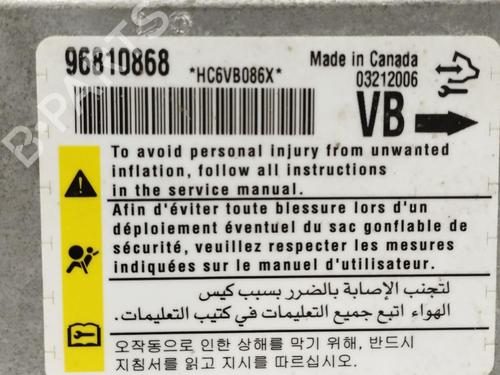 96810868
*HC6VB086X*
Made in Canada
03212006
VB
To avoid personal injury from unwanted
inflation, follow all instructions
in the service manual.
Afin d'éviter toute blessure lors d'un
déploiement éventuel du sac gonflable de
sécurité, veuillez respecter les mesures
indiquées sur le manuel d'utilisateur.
لتجنب الإصابة بالضرر بسبب كيس
الهواء اتبع جميع التعليمات في كتيب التعليمات.
오작동으로 인한 상해를 막기 위해, 반드시
지침서를 읽고 지시를 따르십시오.
B-PARTS